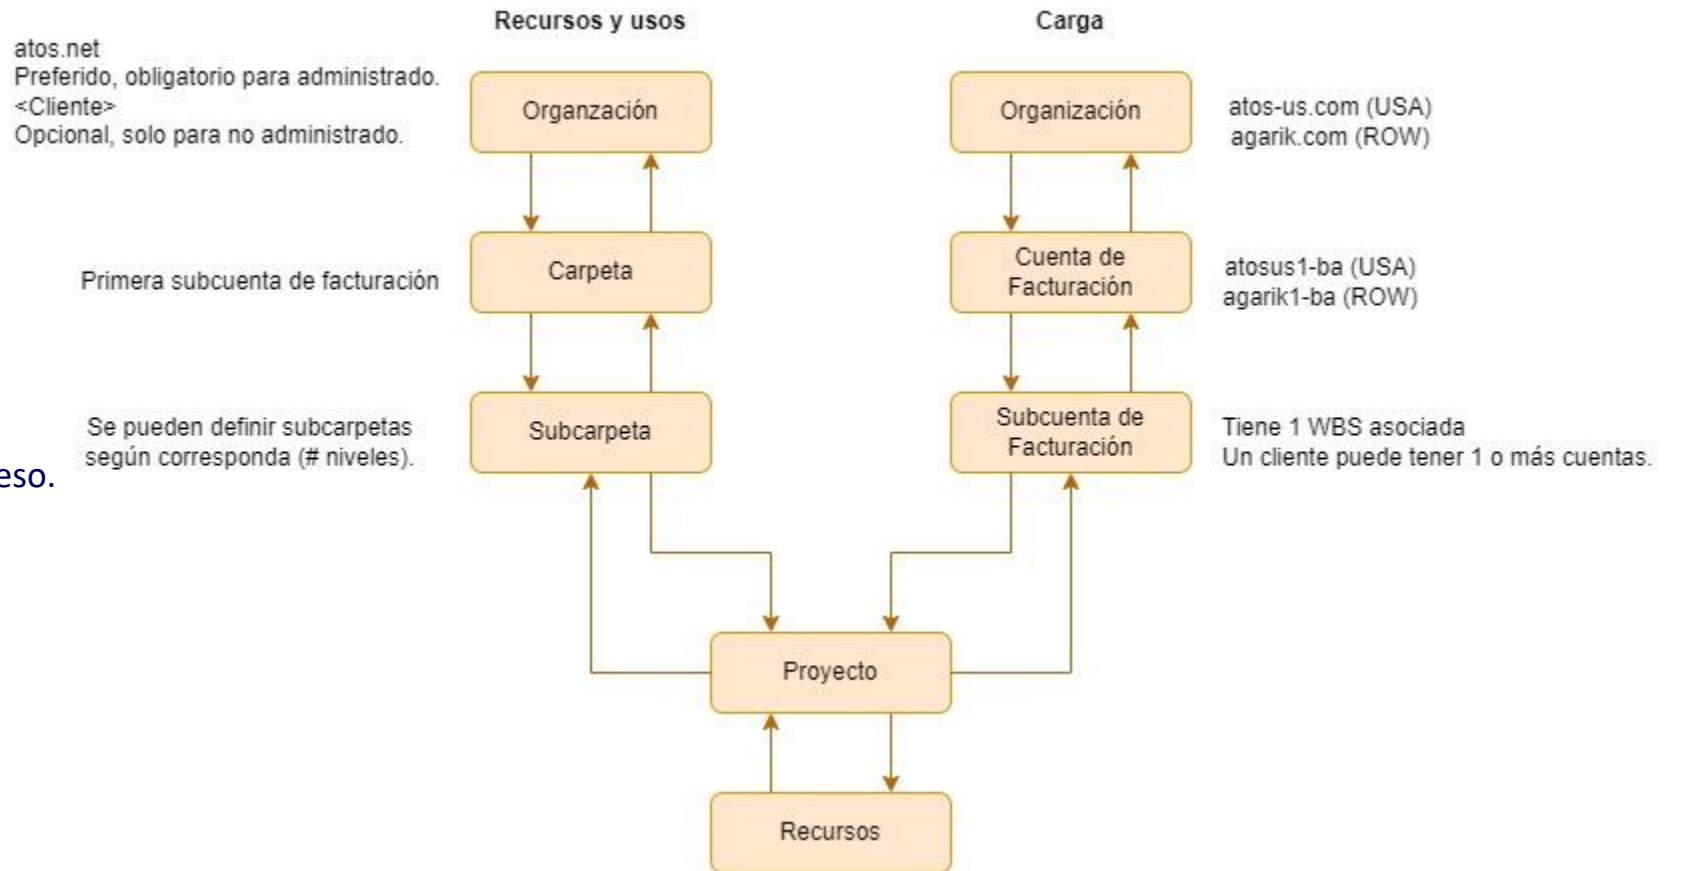 Recursos y usos
Carga
atos.net
Preferido, obligatorio para administrado.
<Cliente>
Opcional, solo para no administrado.
Organzación
Organización
atos-us.com (USA)
agarik.com (ROW)
Primera subcuenta de facturación
Carpeta
Cuenta de
Facturación
atosus1-ba (USA)
agarik1-ba (ROW)
Se pueden definir subcarpetas
según corresponda (# niveles).
eso.
Subcarpeta
Subcuenta de
Facturación
Tiene 1 WBS asociada
Un cliente puede tener 1 o más cuentas.
Proyecto
Recursos